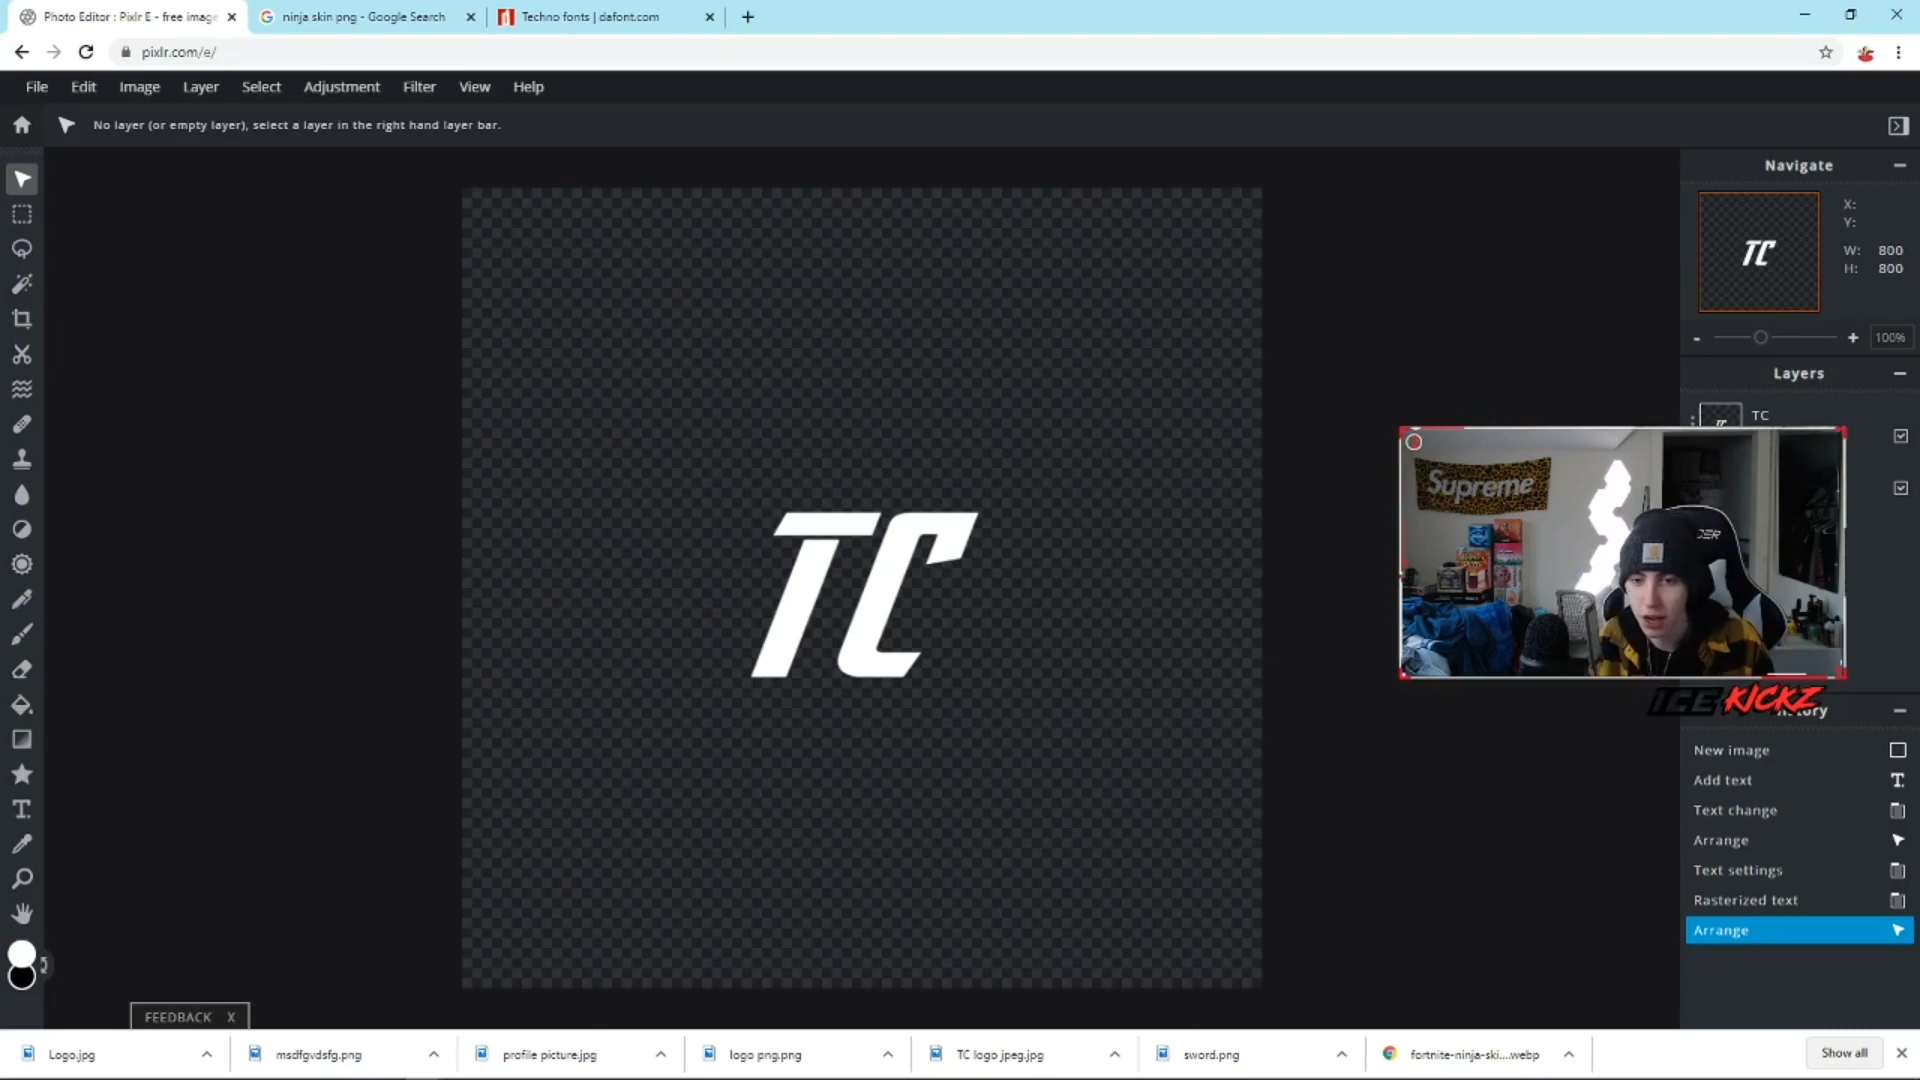 Photo Editor : Pixlr E - free image
ninja skin png - Google Search
Techno fonts | dafont.com
pixlr.com/e/
File
Edit
Image
Layer
Select
Adjustment
Filter
View
Help
No layer (or empty layer), select a layer in the right hand layer bar.
Navigate
X:
Y:
W: 800
H: 800
TC
100%
Layers
TC
TC
Supreme
ICE KICKZ
New image
Add text
Text change
Arrange
Text settings
Rasterized text
Arrange
FEEDBACK X
Logo.jpg
msdfgvdsfg.png
profile picture.jpg
logo png.png
TC logo jpeg.jpg
sword.png
fortnite-ninja-ski....webp
Show all